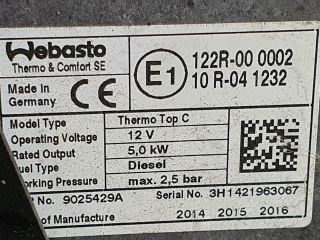 Webasto
Thermo & Comfort SE
Made in
Germany
CE
E1
122R-00 0002
10 R-04 1232
Model Type Thermo Top C
Operating Voltage 12 V
Rated Output 5,0 kW
Fuel Type Diesel
orking Pressure max. 2,5 bar
No. 9025429A Serial No. 3H1421963067
of Manufacture 2014 2015 2016